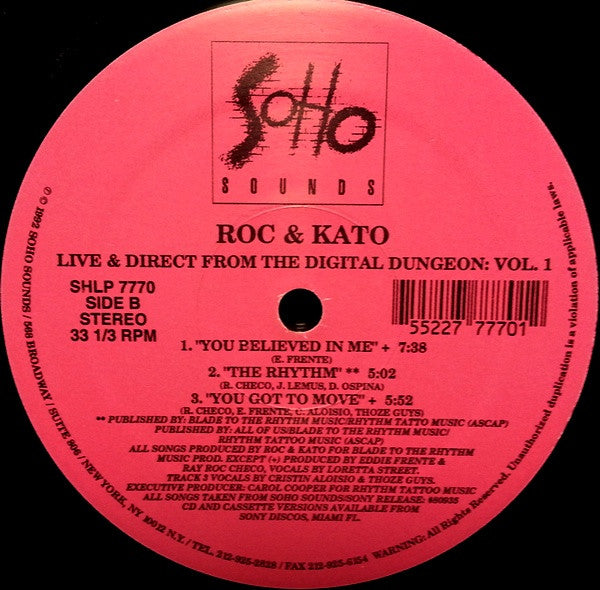 SoHo
SOUNDS
ROC & KATO
LIVE & DIRECT FROM THE DIGITAL DUNGEON: VOL. 1
SHLP 7770
SIDE B
STEREO
33 1/3 RPM
55227 77701
1. "YOU BELIEVED IN ME" + 7:38
(E. FRENTE)
2. "THE RHYTHM" ** 5:02
(R. CHECO, J. LEMUS, D. OSPINA)
3. "YOU GOT TO MOVE" + 5:52
(R. CHECO, E. FRENTE, C. ALOISIO, THOZE GUYS)
** PUBLISHED BY: BLADE TO THE RHYTHM MUSIC/RHYTHM TATTO MUSIC (ASCAP)
PUBLISHED BY: ALL OF US/BLADE TO THE RHYTHM MUSIC/
RHYTHM TATTOO MUSIC (ASCAP)
ALL SONGS PRODUCED BY ROC & KATO FOR BLADE TO THE RHYTHM
MUSIC PROD. EXCEPT (+) PRODUCED BY EDDIE FRENTE &
RAY ROC CHECO, VOCALS BY LORETTA STREET.
TRACK 3 VOCALS BY CRISTIN ALOISIO & THOZE GUYS.
EXECUTIVE PRODUCER: CAROL COOPER FOR RHYTHM TATTOO MUSIC
ALL SONGS TAKEN FROM SOHO SOUNDS/SONY RELEASE: #80935
CD AND CASSETTE VERSIONS AVAILABLE FROM
SONY DISCOS, MIAMI FL.
℗ © 1992 SOHO SOUNDS / 568 BROADWAY / SUITE 806 / NEW YORK, NY 10012 N.Y. / TEL. 212-925-2828 / FAX 212-925-6154 WARNING: All Rights Reserved. Unauthorized duplication is a violation of applicable laws.